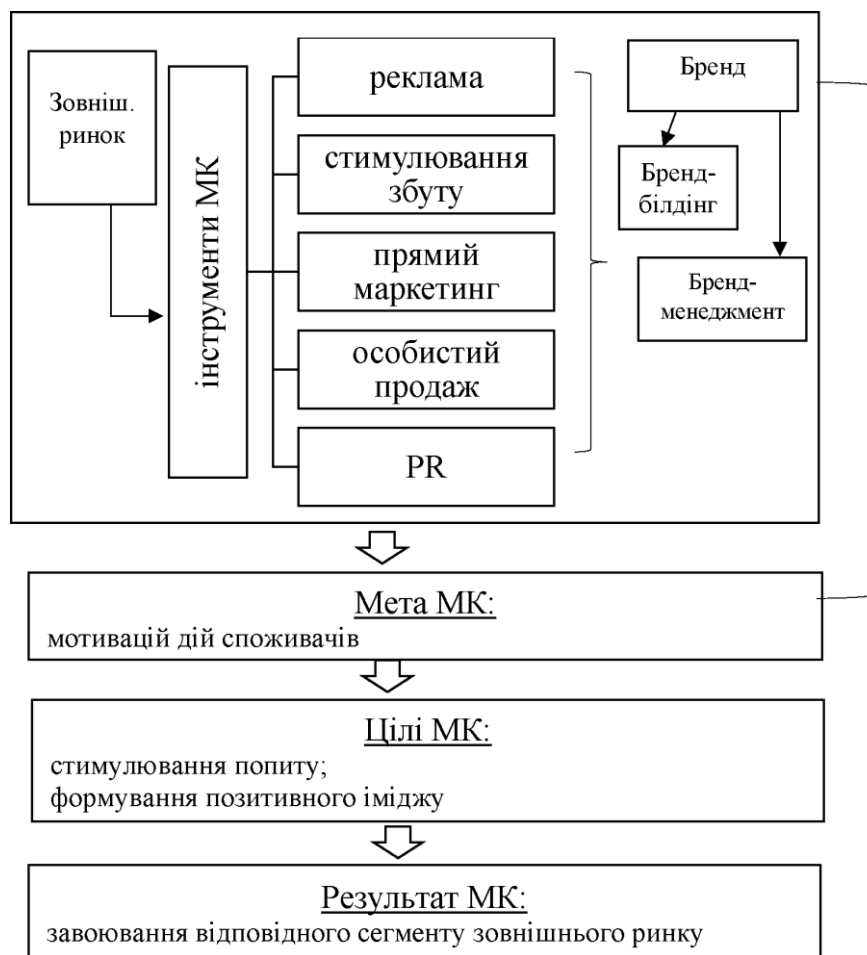 Зовніш.
ринок
інструменти МК
реклама
стимулювання
збуту
прямий
маркетинг
особистий
продаж
PR
Бренд
Бренд-
білдінг
Бренд-
менеджмент
Мета МК:
мотивацій дій споживачів
Цілі МК:
стимулювання попиту;
формування позитивного іміджу
Результат МК:
завоювання відповідного сегменту зовнішнього ринку